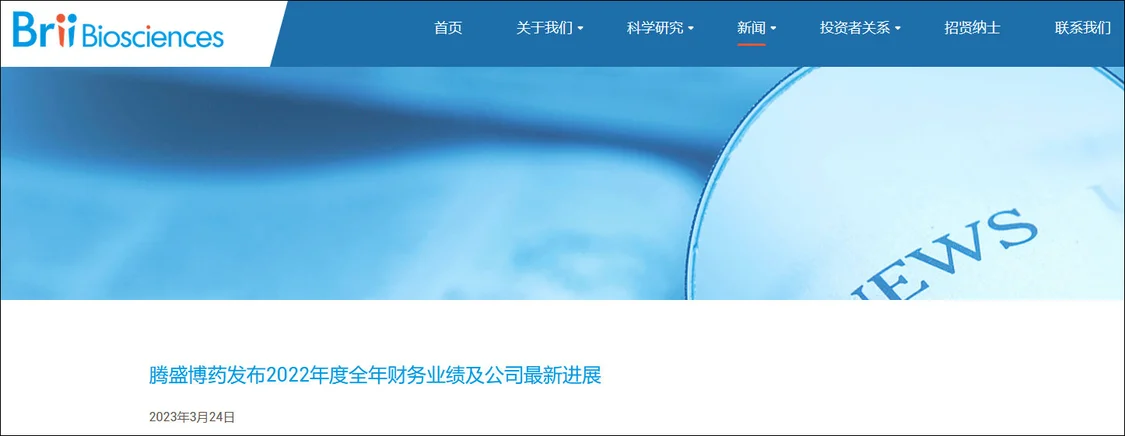 Brii Biosciences
首页 关于我们 科学研究 新闻 投资者关系 招贤纳士 联系我们
NEWS
腾盛博药发布2022年度全年财务业绩及公司最新进展
2023年3月24日